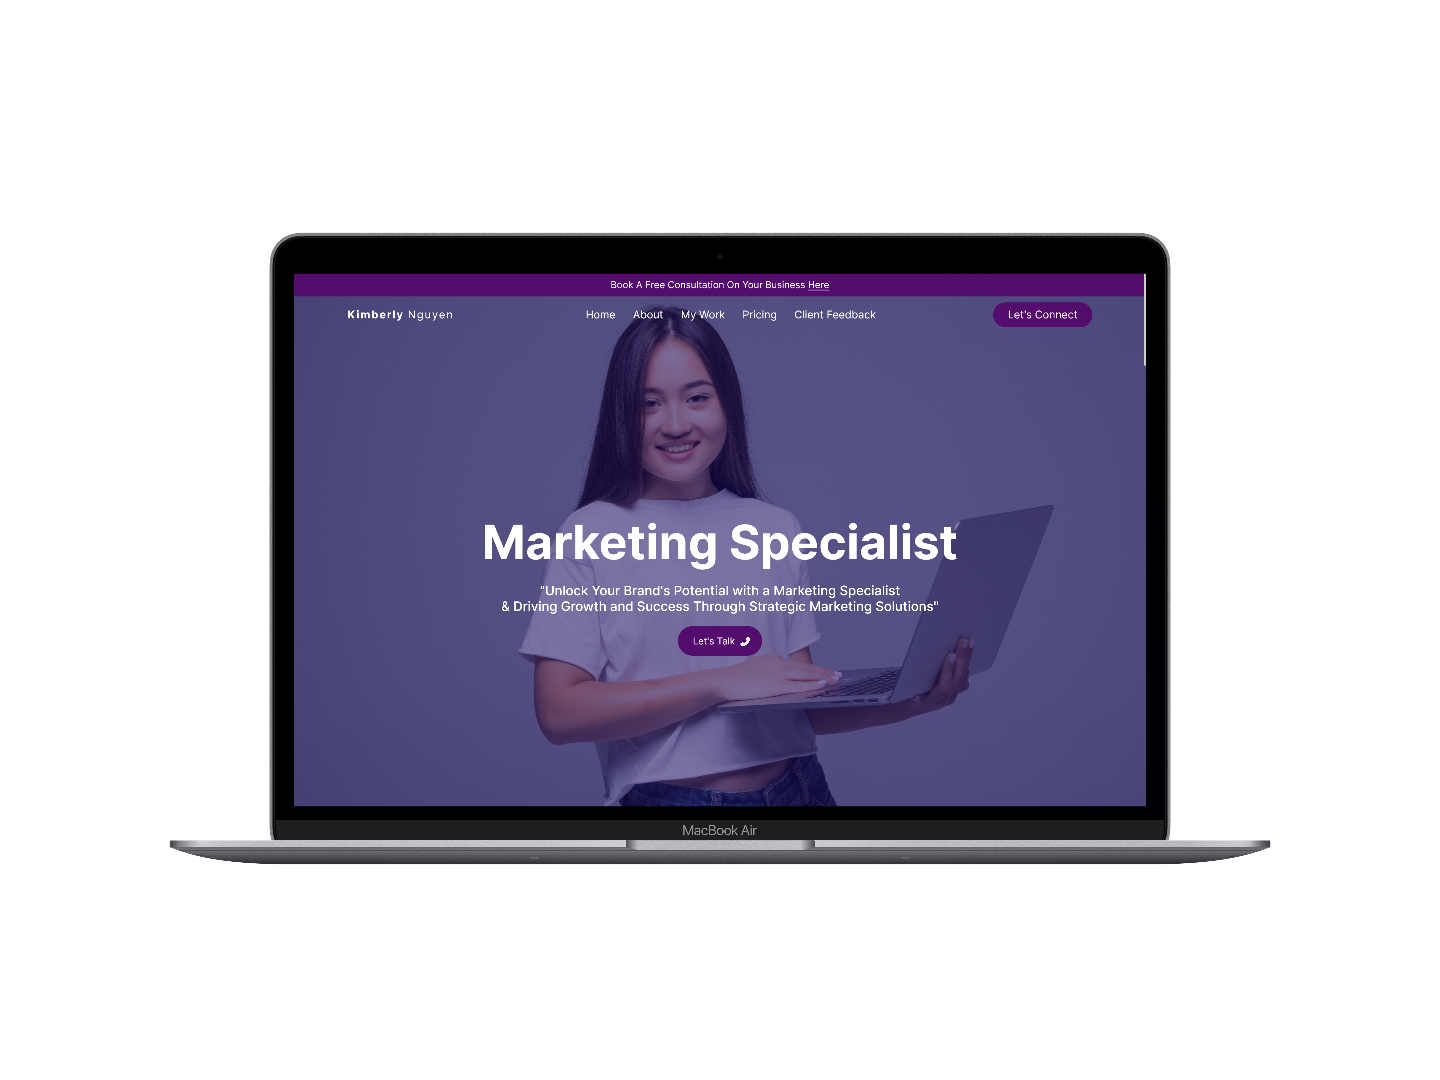 Book A Free Consultation On Your Business Here
Kimberly Nguyen
Home About My Work Pricing Client Feedback
Let's Connect
Marketing Specialist
"Unlock Your Brand's Potential with a Marketing Specialist
& Driving Growth and Success Through Strategic Marketing Solutions"
Let's Talk
MacBook Air